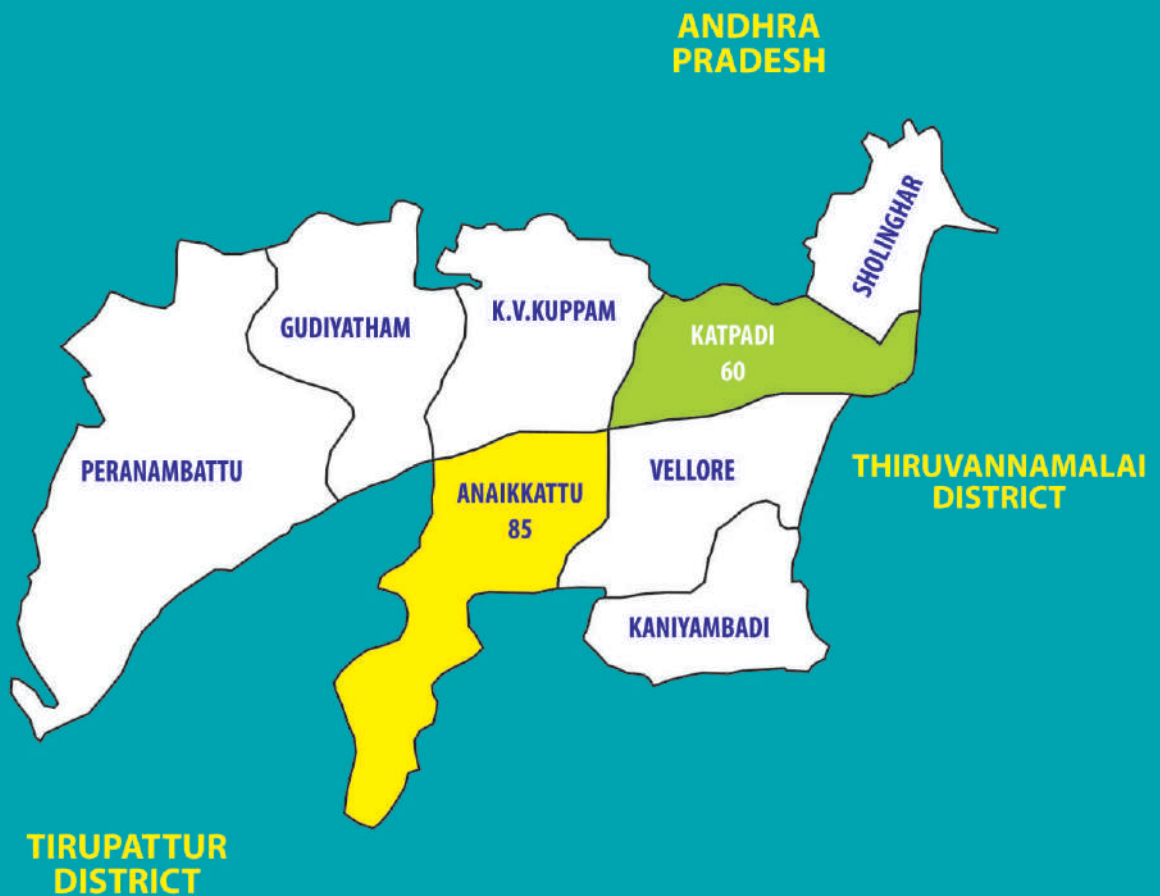 ANDHRA
PRADESH
SHOLINGHAR
K.V.KUPPAM
GUDIYATHAM
KATPADI
60
PERANAMBATTU
VELLORE
ANAIKKATTU
85
THIRUVANNAMALAI
DISTRICT
KANIYAMBADI
TIRUPATTUR
DISTRICT